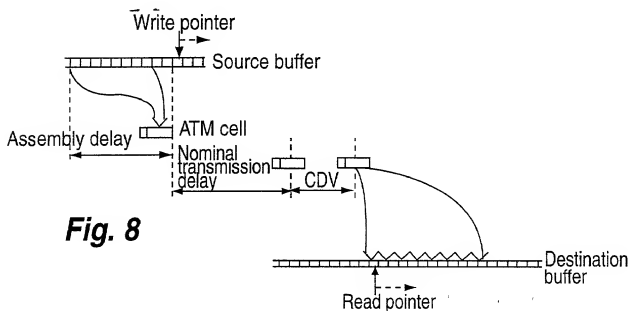 Write pointer
Source buffer
ATM cell
Assembly delay
Nominal
transmission
delay
CDV
Fig. 8
Destination
buffer
Read pointer